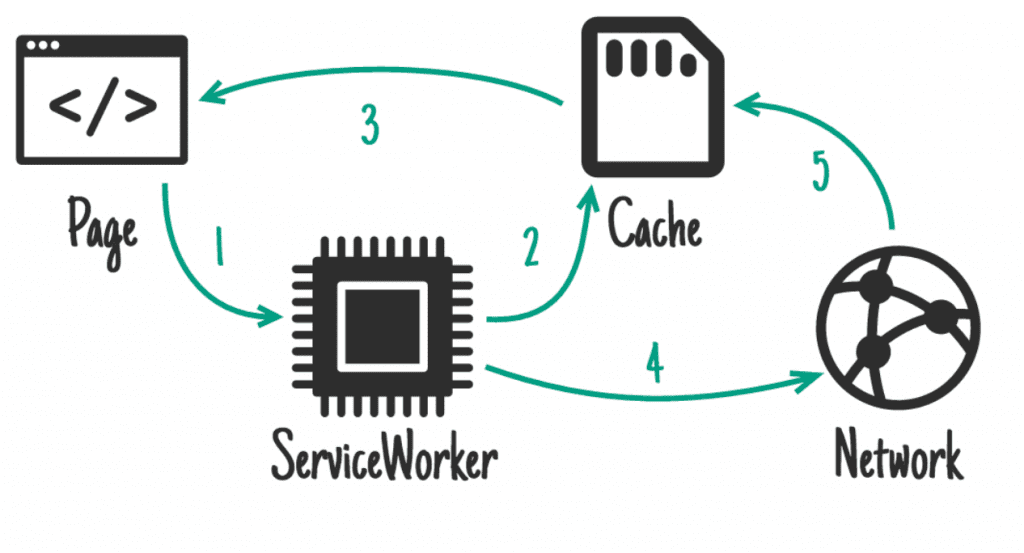 </>
3
5
Page
Cache
1
2
4
ServiceWorker
Network